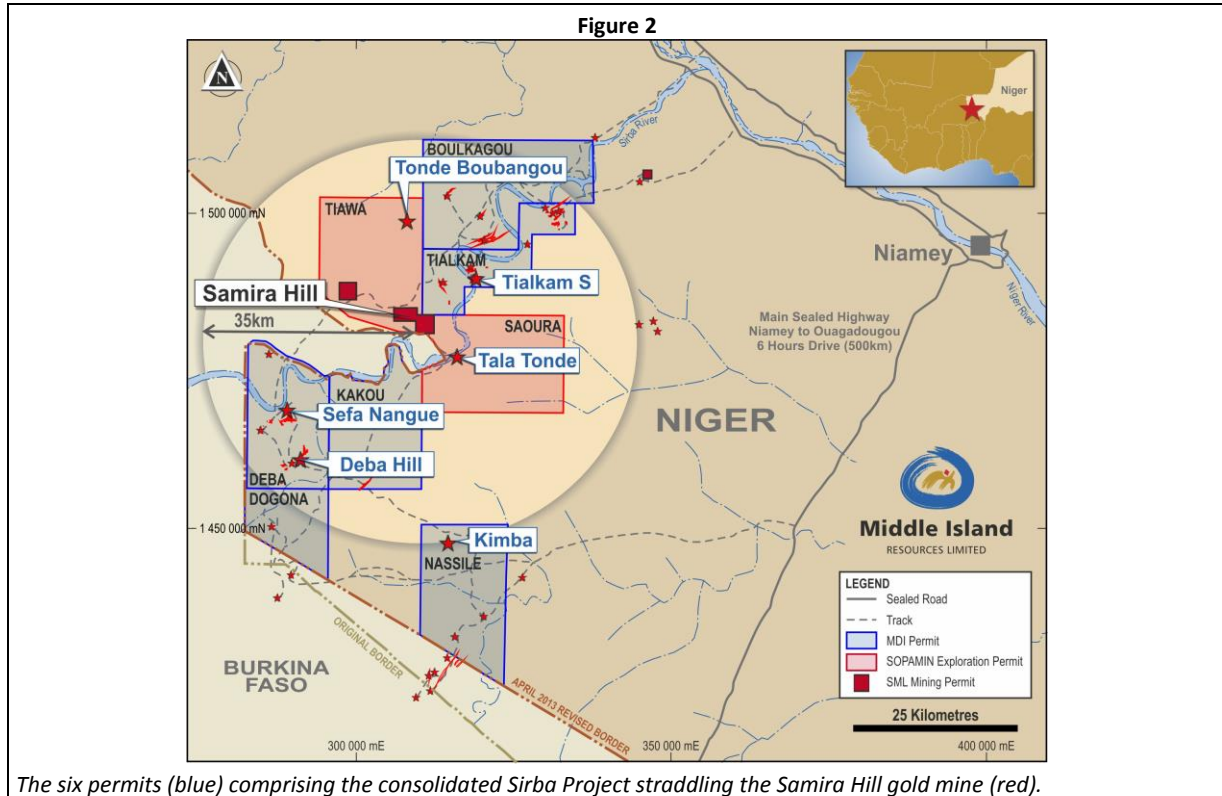 Figure 2
N
Niger
BOULKAGOU
Sirba River
Tonde Boubangou
TIAWA
1 500 000 mN
TIALKAM
Niamey
Tialkam S
Samira Hill
Niger River
35km
SAOURA
Main Sealed Highway
Niamey to Ouagadougou
6 Hours Drive (500km)
Tala Tonde
KAKOU
Sefa Nangue
NIGER
Deba Hill
DEBA
DOGONA
1 450 000 mN
Kimba
NASSILE
Middle Island
RESOURCES LIMITED
LEGEND
Sealed Road
Track
MDI Permit
SOPAMIN Exploration Permit
SML Mining Permit
ORIGINAL BORDER
BURKINA
FASO
APRIL 2013 REVISED BORDER
25 Kilometres
300 000 mE
350 000 mE
400 000 mE
The six permits (blue) comprising the consolidated Sirba Project straddling the Samira Hill gold mine (red).